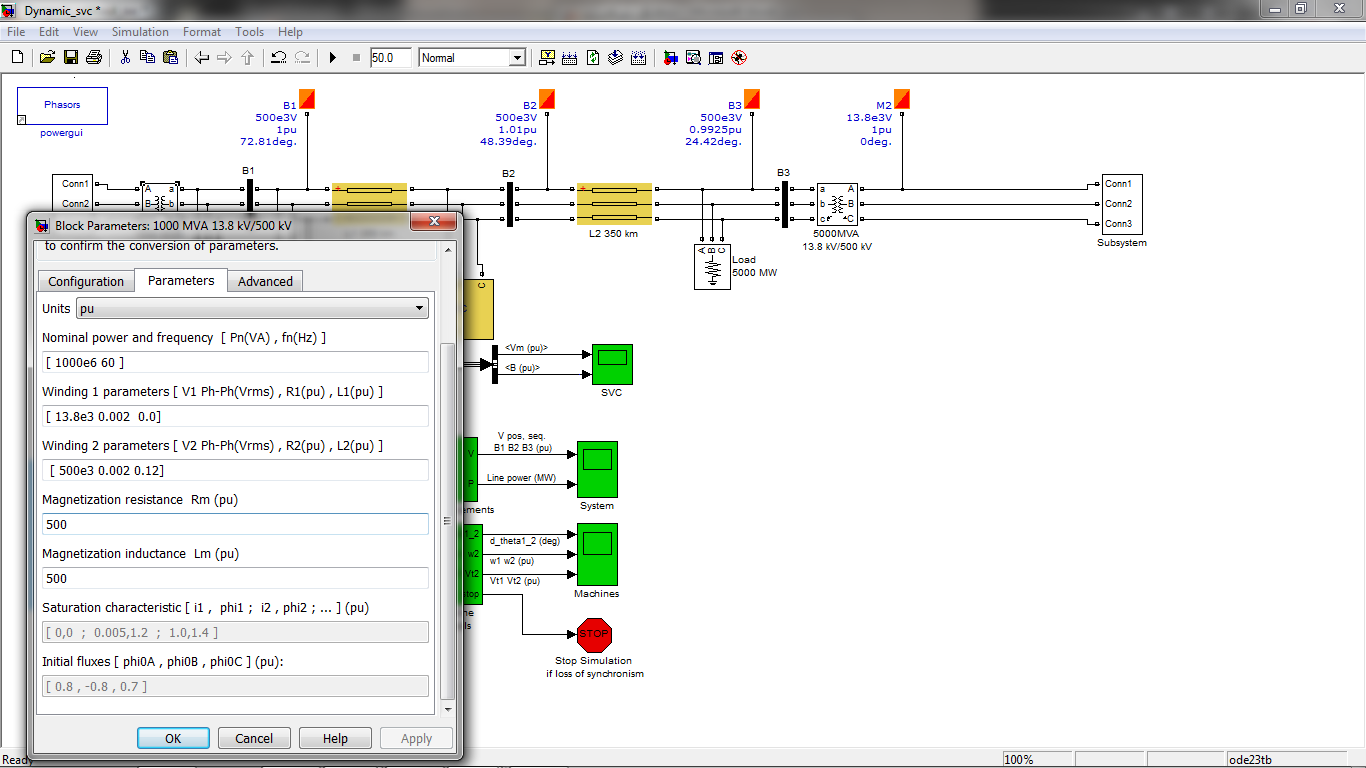 Dynamic_svc *
File Edit View Simulation Format Tools Help
50.0 Normal
Phasors
powergui
B1
500e3V
1pu
72.81deg.
B2
500e3V
1.01pu
48.39deg.
B3
500e3V
0.9925pu
24.42deg.
M2
13.8e3V
1pu
0deg.
B1
B2
B3
Conn1
Conn2
A a
B b
L2 350 km
A B C
Load
5000 MW
a A
b B
c C
5000MVA
13.8 kV/500 kV
Conn1
Conn2
Conn3
Subsystem
C
<Vm (pu)>
<B (pu)>
SVC
V pos. seq.
B1 B2 B3 (pu)
V
Line power (MW)
P
ements
System
1_2
d_theta1_2 (deg)
w2
w1 w2 (pu)
Vt2
Vt1 Vt2 (pu)
stop
ne
ls
Machines
STOP
Stop Simulation
if loss of synchronism
Block Parameters: 1000 MVA 13.8 kV/500 kV
to confirm the conversion of parameters.
Configuration Parameters Advanced
Units pu
Nominal power and frequency [ Pn(VA) , fn(Hz) ]
[ 1000e6 60 ]
Winding 1 parameters [ V1 Ph-Ph(Vrms) , R1(pu) , L1(pu) ]
[ 13.8e3 0.002 0.0]
Winding 2 parameters [ V2 Ph-Ph(Vrms) , R2(pu) , L2(pu) ]
[ 500e3 0.002 0.12]
Magnetization resistance Rm (pu)
500
Magnetization inductance Lm (pu)
500
Saturation characteristic [ i1 , phi1 ; i2 , phi2 ; ... ] (pu)
[ 0,0 ; 0.005,1.2 ; 1.0,1.4 ]
Initial fluxes [ phi0A , phi0B , phi0C ] (pu):
[ 0.8 , -0.8 , 0.7 ]
OK Cancel Help Apply
Ready 100% ode23tb